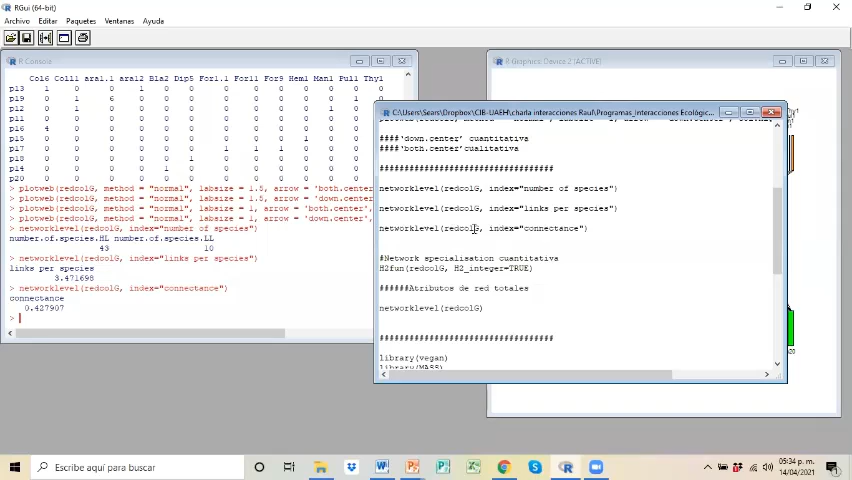 RGui (64-bit)
Archivo Editar Paquetes Ventanas Ayuda
R Console
Col6 Col11 ara1.1 ara12 Bla2 Dip5 For1.1 For11 For9 Hem1 Man1 Pul1 Thy1
p13 1 0 0 1 0 0 0 0 0 0 0 0 0
p19 0 1 6 0 0 0 0 0 0 0 0 1 0
p12 0 1 0 0 0 0 0 0 0 0 1 0 0
p11 0 0 0 0 0 0 0 0 0 0 0 0 0
p16 4 0 0 0 0 0 0 0 0 0 0 0 0
p15 0 0 0 0 0 0 0 0 0 1 0 0 0
p17 0 0 0 0 0 0 1 1 1 0 0 0 0
p18 0 0 0 0 0 1 0 0 0 0 0 0 0
p14 0 0 0 0 1 0 0 0 0 0 0 0 0
p20 0 0 0 0 0 0 0 0 0 0 0 0 0
> plotweb(redcolG, method = "normal", labsize = 1.5, arrow = 'both.center',
> plotweb(redcolG, method = "normal", labsize = 1.5, arrow = 'down.center',
> plotweb(redcolG, method = "normal", labsize = 1, arrow = 'both.center',
> plotweb(redcolG, method = "normal", labsize = 1, arrow = 'down.center',
> networklevel(redcolG, index="number of species")
number.of.species.HL number.of.species.LL
43 10
> networklevel(redcolG, index="links per species")
links per species
3.471698
> networklevel(redcolG, index="connectance")
connectance
0.427907
>
R Graphics: Device 2 (ACTIVE)
C:\Users\Sears\Dropbox\CIB-UAEH\charla interacciones Raul\Programas_Interacciones Ecológic...
####'down.center' cuantitativa
####'both.center'cualitativa
###################################
networklevel(redcolG, index="number of species")
networklevel(redcolG, index="links per species")
networklevel(redcolG, index="connectance")
#Network specialisation cuantitativa
H2fun(redcolG, H2_integer=TRUE)
######Atributos de red totales
networklevel(redcolG)
###################################
library(vegan)
library(MASS)
Escribe aquí para buscar
05:34 p. m.
14/04/2021